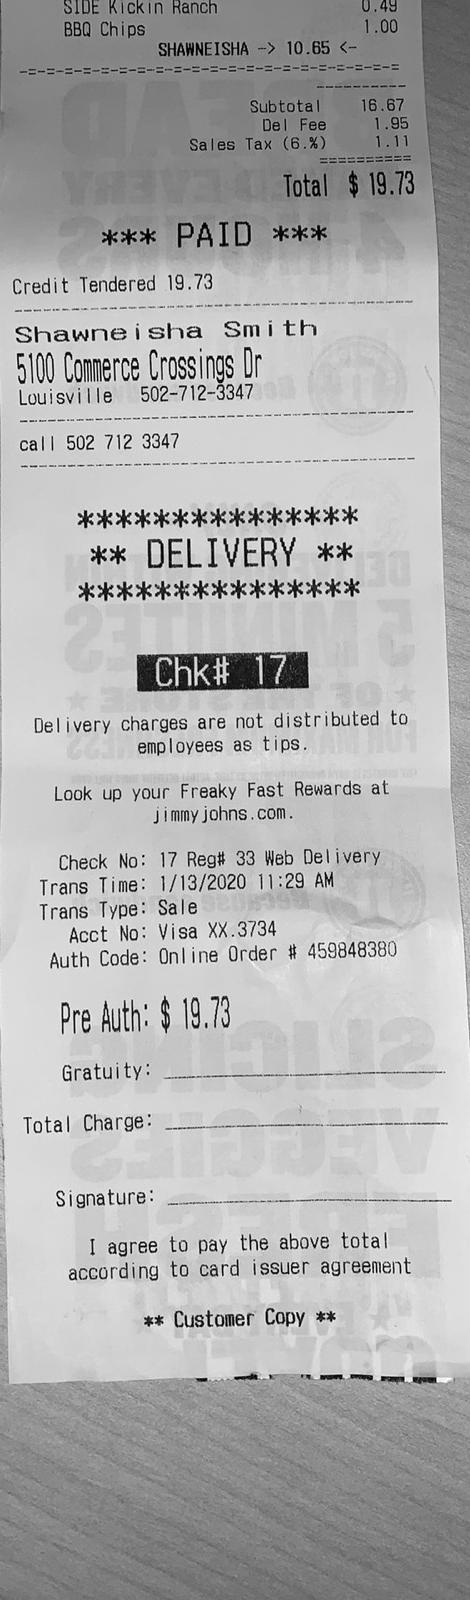 SIDE Kickin Ranch 0.49
BBQ Chips 1.00
SHAWNEISHA -> 10.65 <-
-=-=-=-=-=-=-=-=-=-=-=-=-=-=-=-=-=-=-=-=-
----------
Subtotal 16.67
Del Fee 1.95
Sales Tax (6.%) 1.11
==========
Total $ 19.73
*** PAID ***
Credit Tendered 19.73
Shawneisha Smith
5100 Commerce Crossings Dr
Louisville 502-712-3347
call 502 712 3347
***************
** DELIVERY **
***************
Chk# 17
Delivery charges are not distributed to
employees as tips.
Look up your Freaky Fast Rewards at
jimmyjohns.com.
Check No: 17 Reg# 33 Web Delivery
Trans Time: 1/13/2020 11:29 AM
Trans Type: Sale
Acct No: Visa XX.3734
Auth Code: Online Order # 459848380
Pre Auth: $ 19.73
Gratuity:
Total Charge:
Signature:
I agree to pay the above total
according to card issuer agreement
** Customer Copy **